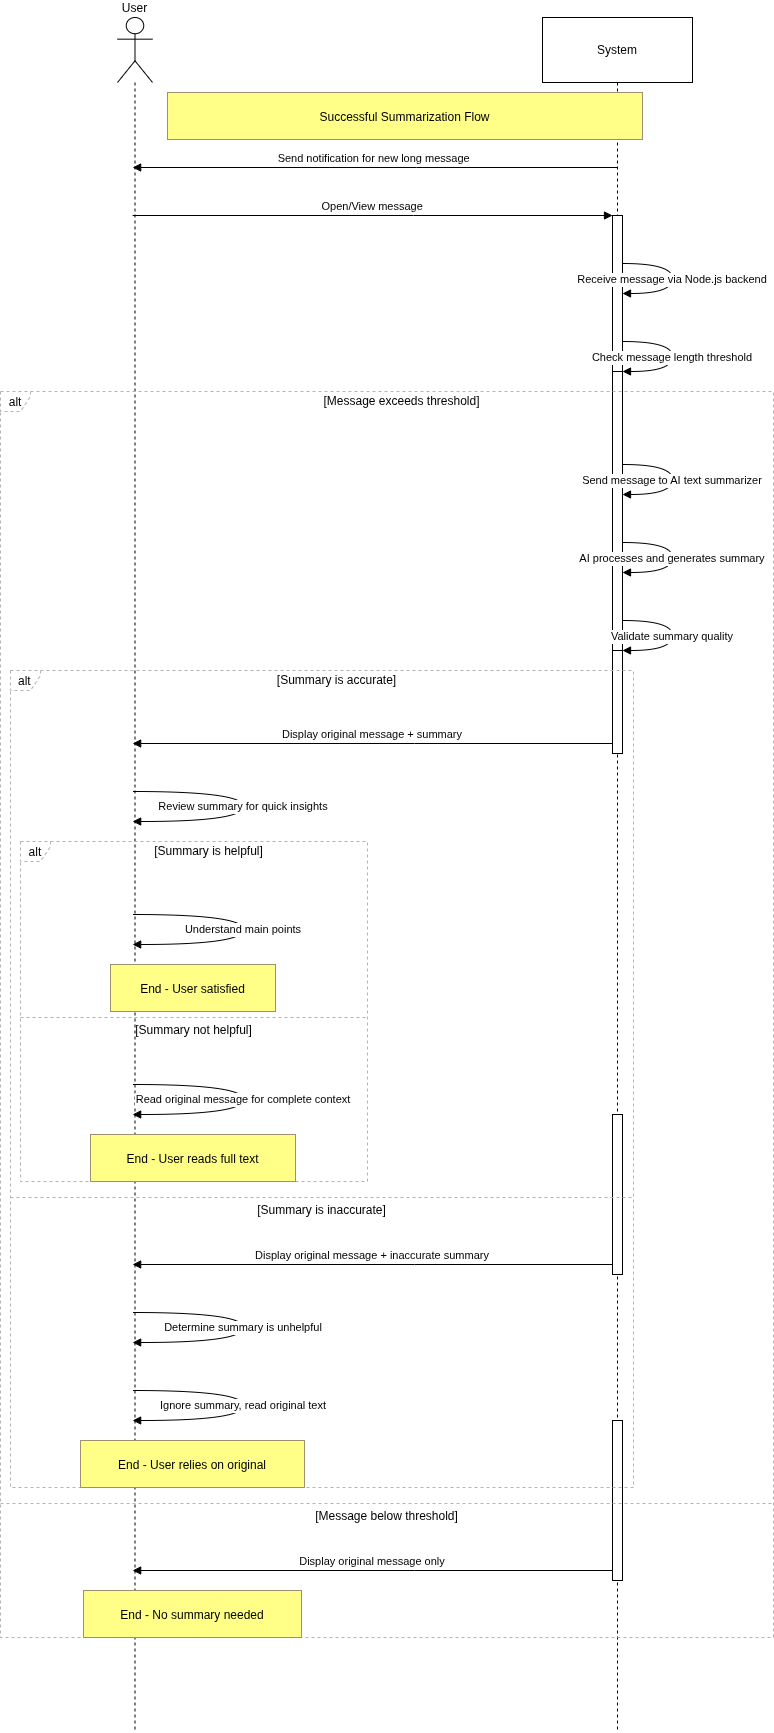 User
System
Successful Summarization Flow
Send notification for new long message
Open/View message
Receive message via Node.js backend
Check message length threshold
alt
[Message exceeds threshold]
Send message to AI text summarizer
AI processes and generates summary
Validate summary quality
alt
[Summary is accurate]
Display original message + summary
Review summary for quick insights
alt
[Summary is helpful]
Understand main points
End - User satisfied
[Summary not helpful]
Read original message for complete context
End - User reads full text
[Summary is inaccurate]
Display original message + inaccurate summary
Determine summary is unhelpful
Ignore summary, read original text
End - User relies on original
[Message below threshold]
Display original message only
End - No summary needed